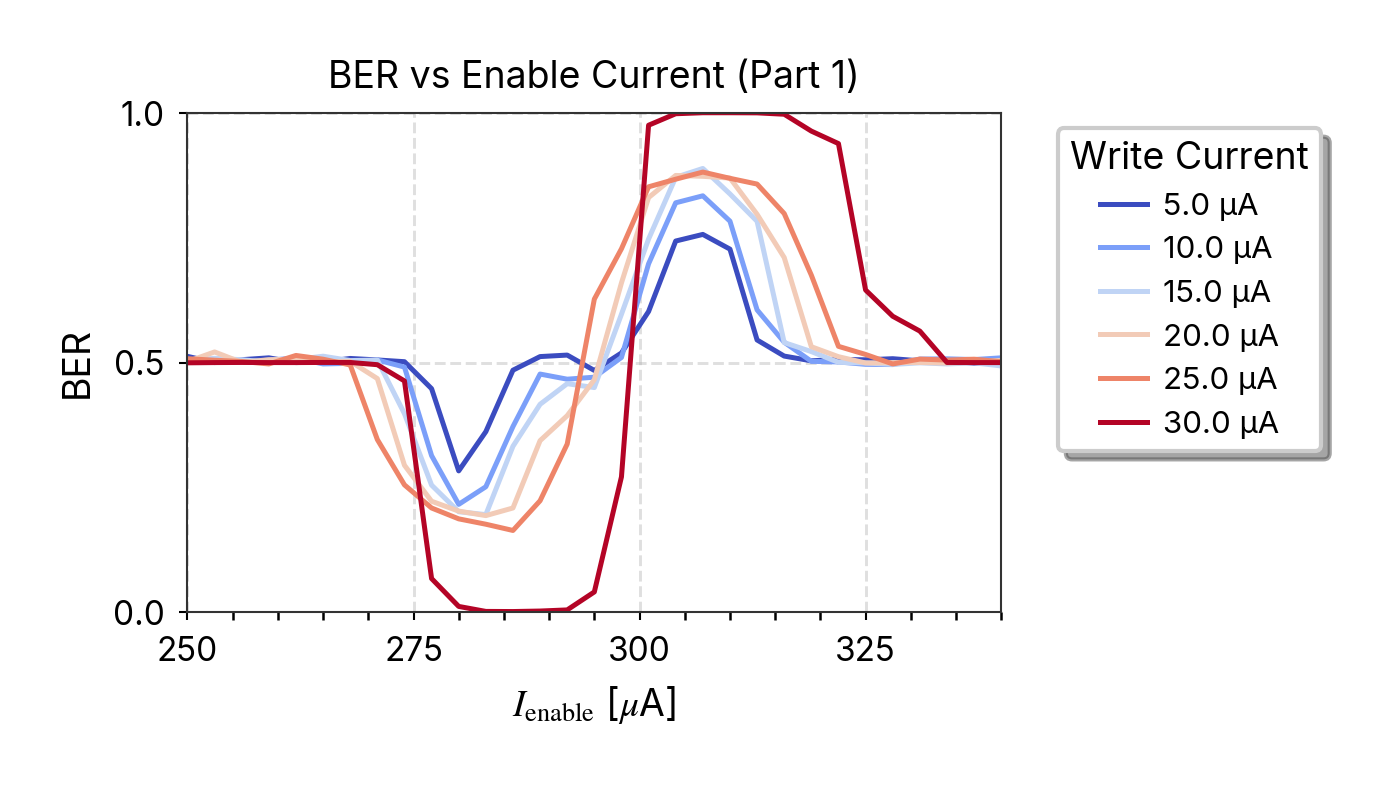 BER vs Enable Current (Part 1)
1.0
0.5
0.0
BER
250 275 300 325
I_enable [μA]
Write Current
5.0 µA
10.0 µA
15.0 µA
20.0 µA
25.0 µA
30.0 µA